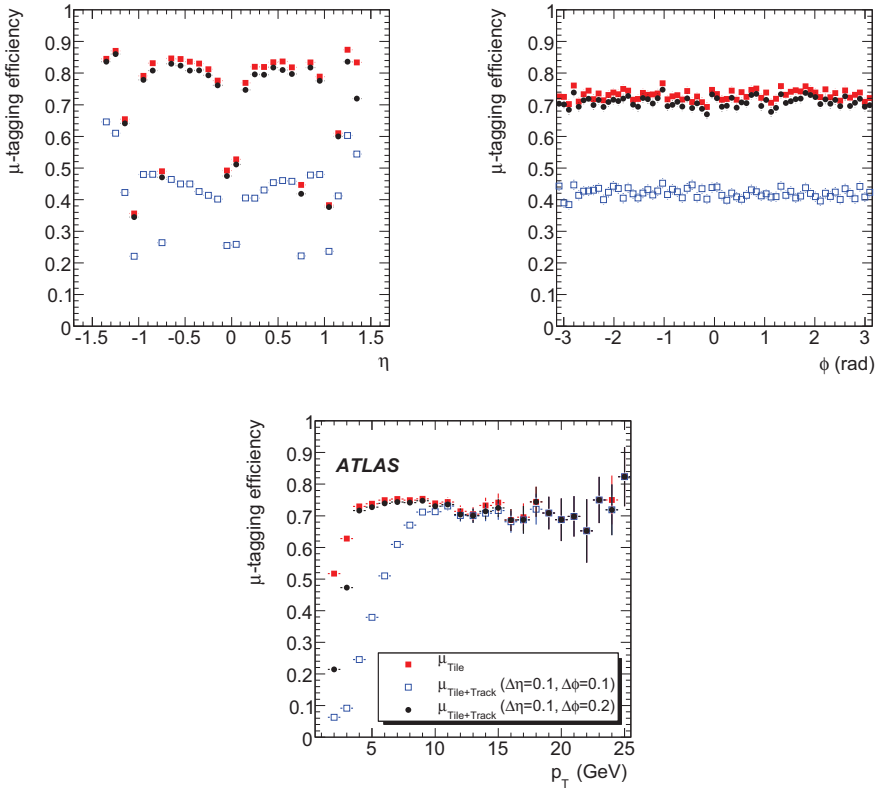 μ-tagging efficiency
1
0.9
0.8
0.7
0.6
0.5
0.4
0.3
0.2
0.1
0
-1.5 -1 -0.5 0 0.5 1 1.5
η
μ-tagging efficiency
1
0.9
0.8
0.7
0.6
0.5
0.4
0.3
0.2
0.1
0
-3 -2 -1 0 1 2 3
ϕ (rad)
μ-tagging efficiency
1
0.9
0.8
0.7
0.6
0.5
0.4
0.3
0.2
0.1
0
ATLAS
μTile
μTile+Track (Δη=0.1, Δϕ=0.1)
μTile+Track (Δη=0.1, Δϕ=0.2)
5 10 15 20 25
pT (GeV)